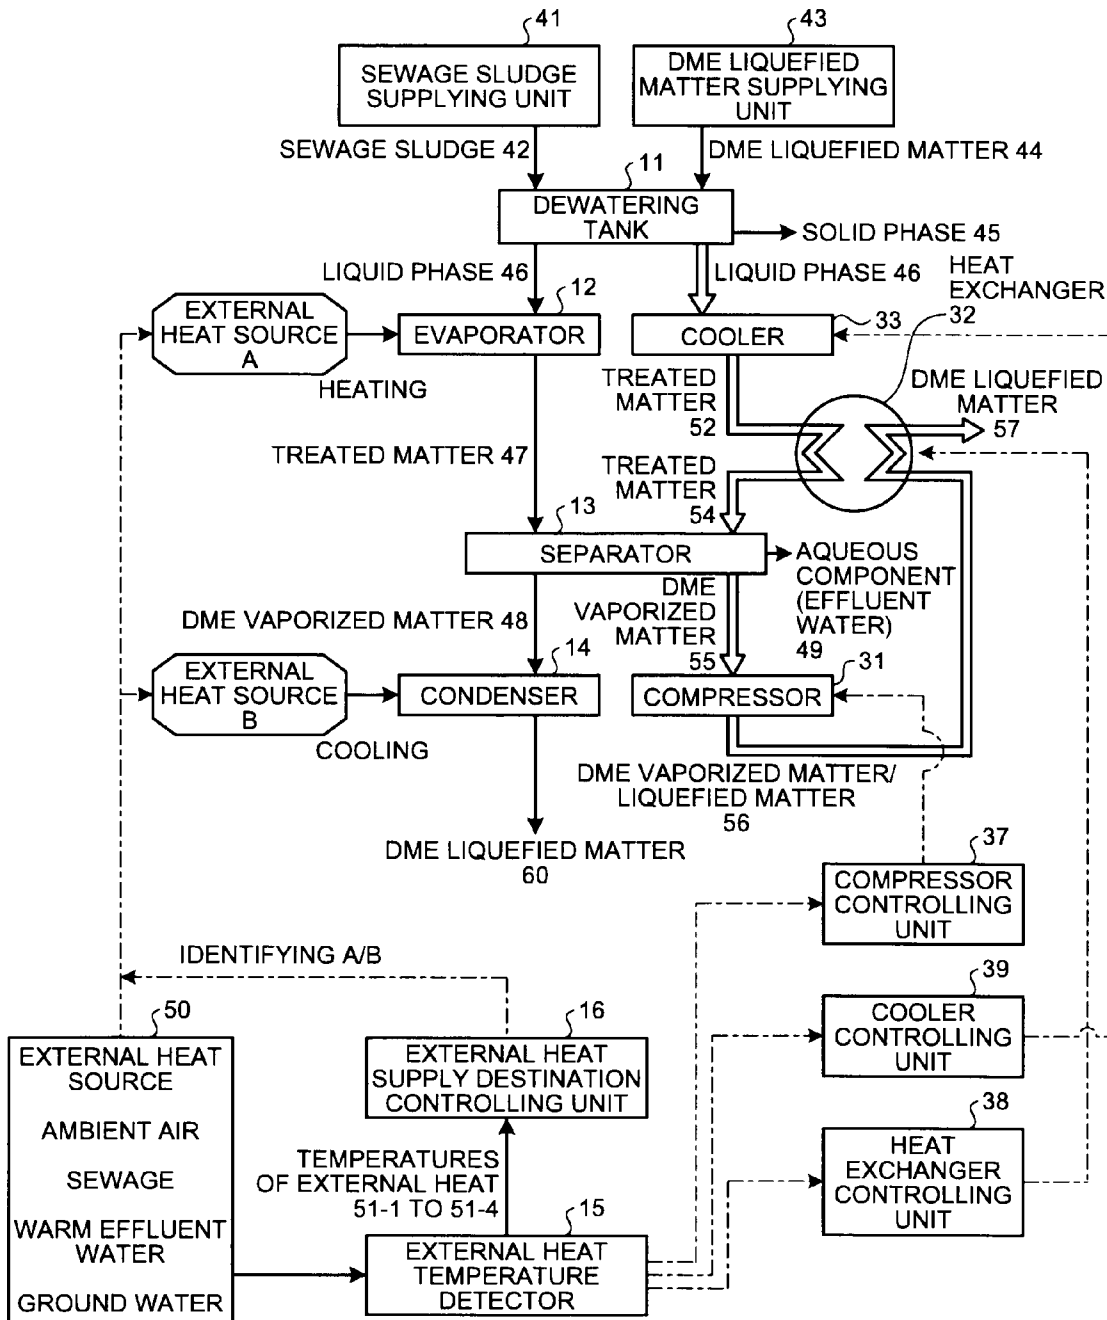 41
43
SEWAGE SLUDGE
SUPPLYING UNIT
DME LIQUEFIED
MATTER SUPPLYING
UNIT
SEWAGE SLUDGE 42
DME LIQUEFIED MATTER 44
11
DEWATERING
TANK
SOLID PHASE 45
LIQUID PHASE 46
LIQUID PHASE 46
HEAT
EXCHANGER
32
EXTERNAL
HEAT SOURCE
A
12
EVAPORATOR
33
COOLER
HEATING
TREATED
MATTER
52
DME LIQUEFIED
MATTER
57
TREATED MATTER 47
TREATED
MATTER
54
13
SEPARATOR
AQUEOUS
COMPONENT
(EFFLUENT
WATER)
49
DME VAPORIZED MATTER 48
DME
VAPORIZED
MATTER
55
EXTERNAL
HEAT SOURCE
B
14
CONDENSER
31
COMPRESSOR
COOLING
DME VAPORIZED MATTER/
LIQUEFIED MATTER
56
DME LIQUEFIED MATTER
60
37
COMPRESSOR
CONTROLLING
UNIT
IDENTIFYING A/B
39
COOLER
CONTROLLING
UNIT
50
EXTERNAL HEAT
SOURCE
AMBIENT AIR
SEWAGE
WARM EFFLUENT
WATER
GROUND WATER
16
EXTERNAL HEAT
SUPPLY DESTINATION
CONTROLLING UNIT
38
HEAT
EXCHANGER
CONTROLLING
UNIT
TEMPERATURES
OF EXTERNAL HEAT
51-1 TO 51-4
15
EXTERNAL HEAT
TEMPERATURE
DETECTOR